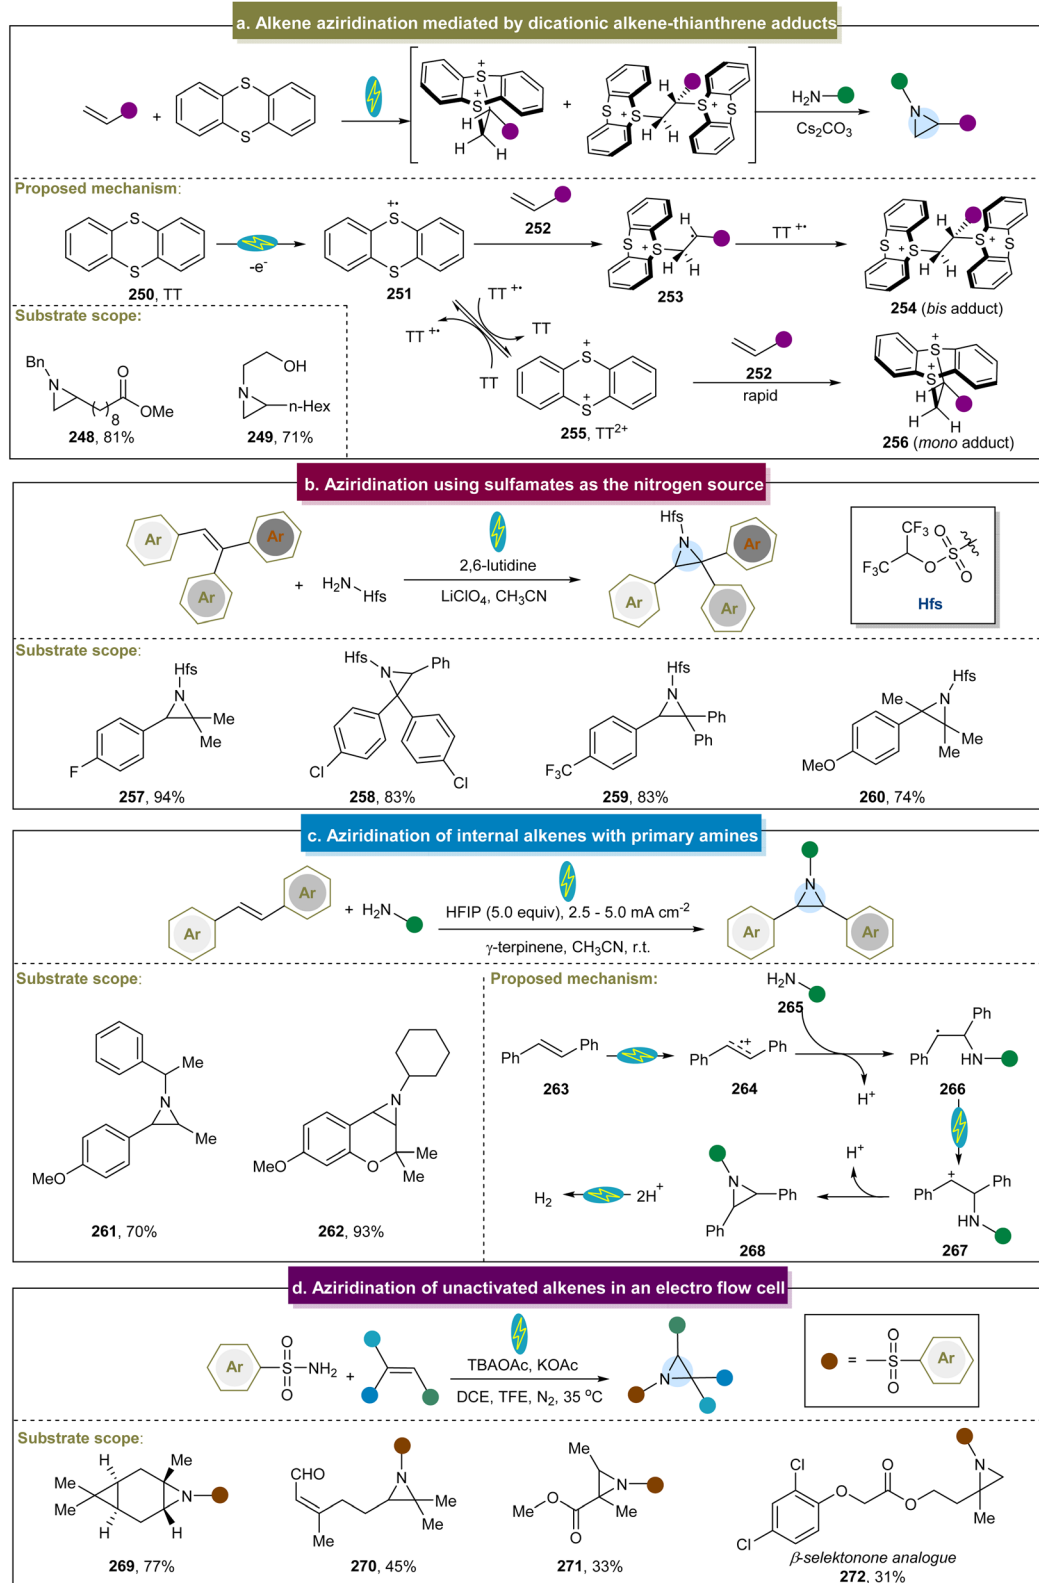 a. Alkene aziridination mediated by dicationic alkene-thianthrene adducts
+
S
S
+
S
+
S
H H
+
H
H
S
+
S
S
+
S
H2N
Cs2CO3
N
Proposed mechanism:
S
S
250, TT
-e-
+•
S
S
251
252
H
S
+
S
H H
253
TT +•
H
H H
S
+
S
S
+
S
254 (bis adduct)
TT +•
TT +•
TT
TT
+
S
S
+
255, TT2+
252
rapid
+
S
+
S
H H
256 (mono adduct)
Substrate scope:
Bn
N
O
OMe
8
248, 81%
OH
N
n-Hex
249, 71%
b. Aziridination using sulfamates as the nitrogen source
Ar
Ar
Ar
+
H2N
Hfs
2,6-lutidine
LiClO4, CH3CN
Hfs
N
Ar
Ar
Ar
CF3
F3C
O
O
S
O
Hfs
Substrate scope:
Hfs
N
Me
Me
F
257, 94%
Hfs
N
Ph
Cl
Cl
258, 83%
Hfs
N
Ph
Ph
F3C
259, 83%
Hfs
Me
N
Me
Me
MeO
260, 74%
c. Aziridination of internal alkenes with primary amines
Ar
Ar
+
H2N
HFIP (5.0 equiv), 2.5 - 5.0 mA cm-2
γ-terpinene, CH3CN, r.t.
N
Ar
Ar
Substrate scope:
Me
N
Me
MeO
261, 70%
N
MeO
O
Me
Me
262, 93%
Proposed mechanism:
H2N
265
Ph
Ph
263
•+
Ph
Ph
264
H+
Ph
•
Ph
HN
266
+
Ph
Ph
HN
267
H+
N
Ph
Ph
268
2H+
H2
d. Aziridination of unactivated alkenes in an electro flow cell
Ar
O
S
O
NH2
+
TBAOAc, KOAc
DCE, TFE, N2, 35 oC
N
=
O
S
O
Ar
Substrate scope:
H
Me
Me
Me
N
H
H
269, 77%
CHO
N
Me
Me
Me
270, 45%
Me
N
Me
O
Me
O
271, 33%
Cl
Cl
O
O
O
N
Me
β-selektonone analogue
272, 31%